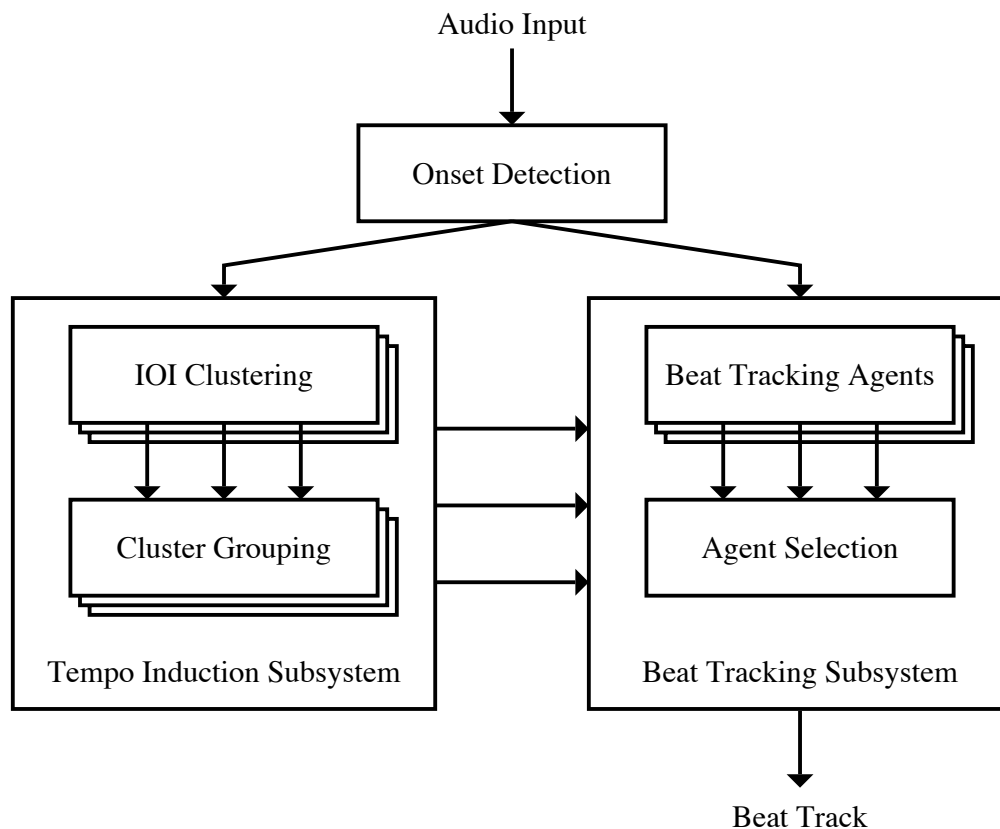 Audio Input
Onset Detection
IOI Clustering
Beat Tracking Agents
Cluster Grouping
Agent Selection
Tempo Induction Subsystem
Beat Tracking Subsystem
Beat Track